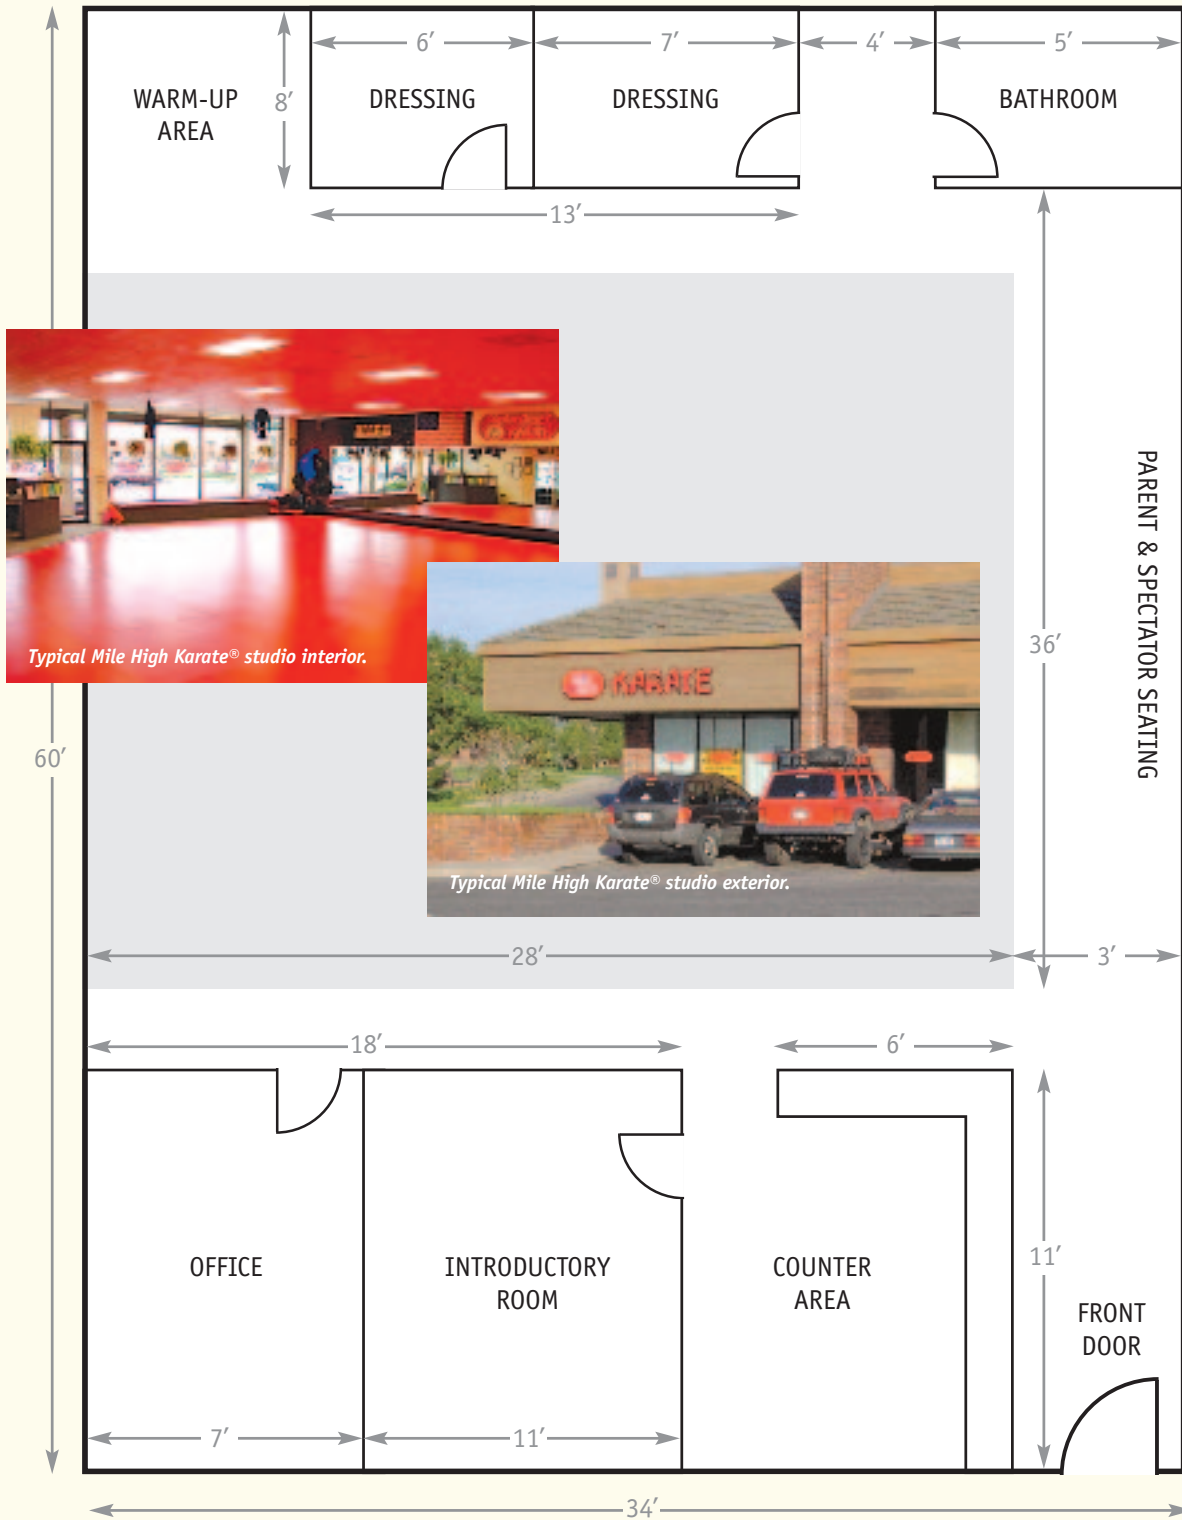 6′
7′
4′
5′
WARM-UP
AREA
8′
DRESSING
DRESSING
BATHROOM
13′
PARENT & SPECTATOR SEATING
Typical Mile High Karate® studio interior.
36′
KARATE
60′
Typical Mile High Karate® studio exterior.
28′
3′
18′
6′
OFFICE
INTRODUCTORY
ROOM
COUNTER
AREA
11′
FRONT
DOOR
7′
11′
34′